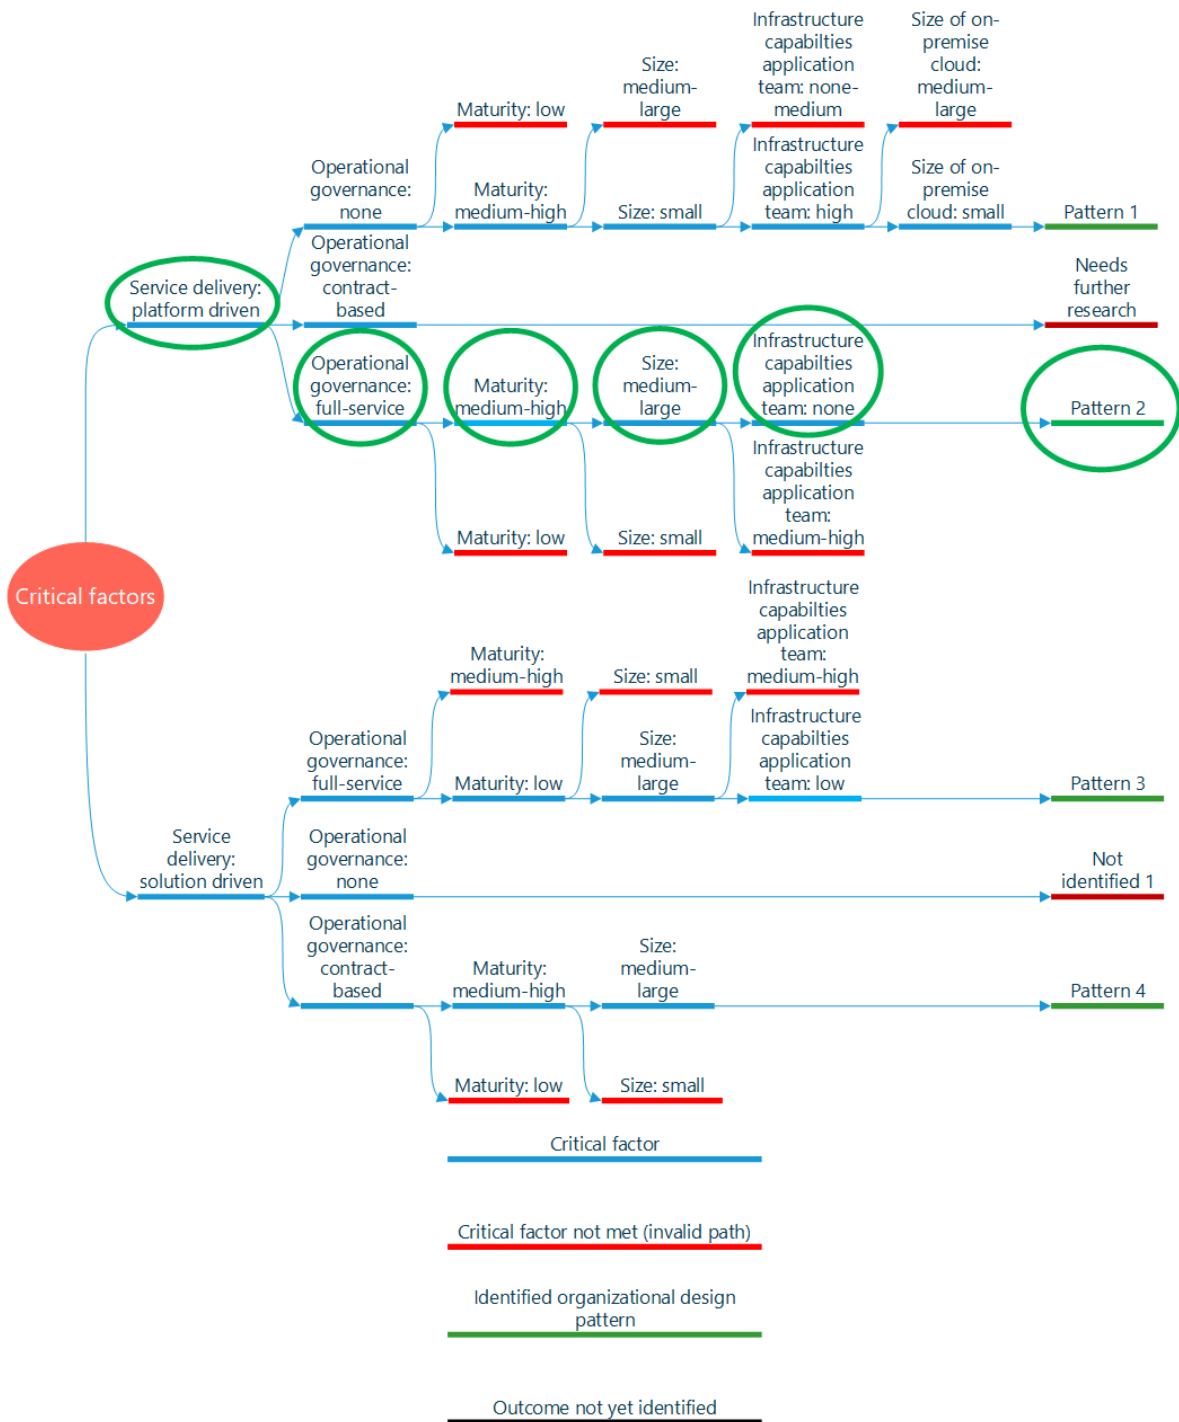 Infrastructure
capabilties
application
team: none-
medium
Size of on-
premise
cloud:
medium-
large
Size:
medium-
large
Maturity: low
Operational
governance:
none
Maturity:
medium-high
Size: small
Infrastructure
capabilties
application
team: high
Size of on-
premise
cloud: small
Pattern 1
Service delivery:
platform driven
Operational
governance:
contract-
based
Needs
further
research
Operational
governance:
full-service
Maturity:
medium-high
Size:
medium-
large
Infrastructure
capabilties
application
team: none
Pattern 2
Maturity: low
Size: small
Infrastructure
capabilties
application
team:
medium-high
Critical factors
Maturity:
medium-high
Size: small
Infrastructure
capabilties
application
team:
medium-high
Operational
governance:
full-service
Maturity: low
Size:
medium-
large
Infrastructure
capabilties
application
team: low
Pattern 3
Service
delivery:
solution driven
Operational
governance:
none
Not
identified 1
Operational
governance:
contract-
based
Maturity:
medium-high
Size:
medium-
large
Pattern 4
Maturity: low
Size: small
Critical factor
Critical factor not met (invalid path)
Identified organizational design
pattern
Outcome not yet identified